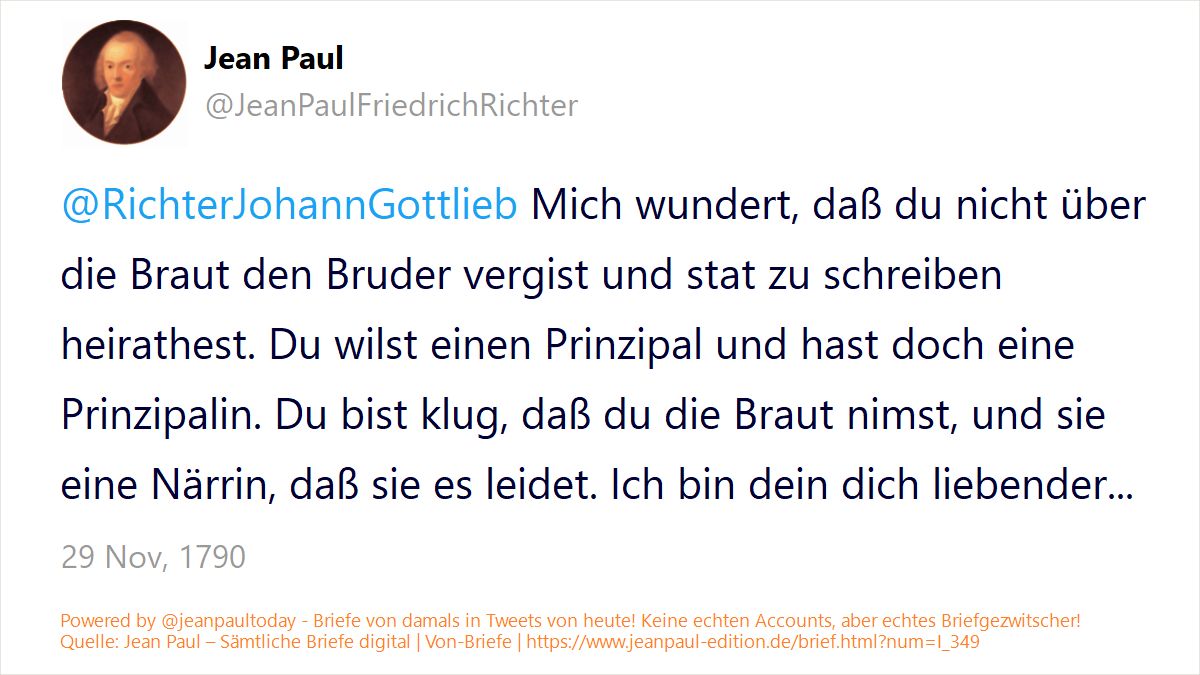 Jean Paul
@JeanPaulFriedrichRichter
@RichterJohannGottlieb Mich wundert, daß du nicht über
die Braut den Bruder vergist und stat zu schreiben
heirathest. Du wilst einen Prinzipal und hast doch eine
Prinzipalin. Du bist klug, daß du die Braut nimst, und sie
eine Närrin, daß sie es leidet. Ich bin dein dich liebender...
29 Nov, 1790
Powered by @jeanpaultoday - Briefe von damals in Tweets von heute! Keine echten Accounts, aber echtes Briefgezwitscher!
Quelle: Jean Paul – Sämtliche Briefe digital | Von-Briefe | https://www.jeanpaul-edition.de/brief.html?num=I_349